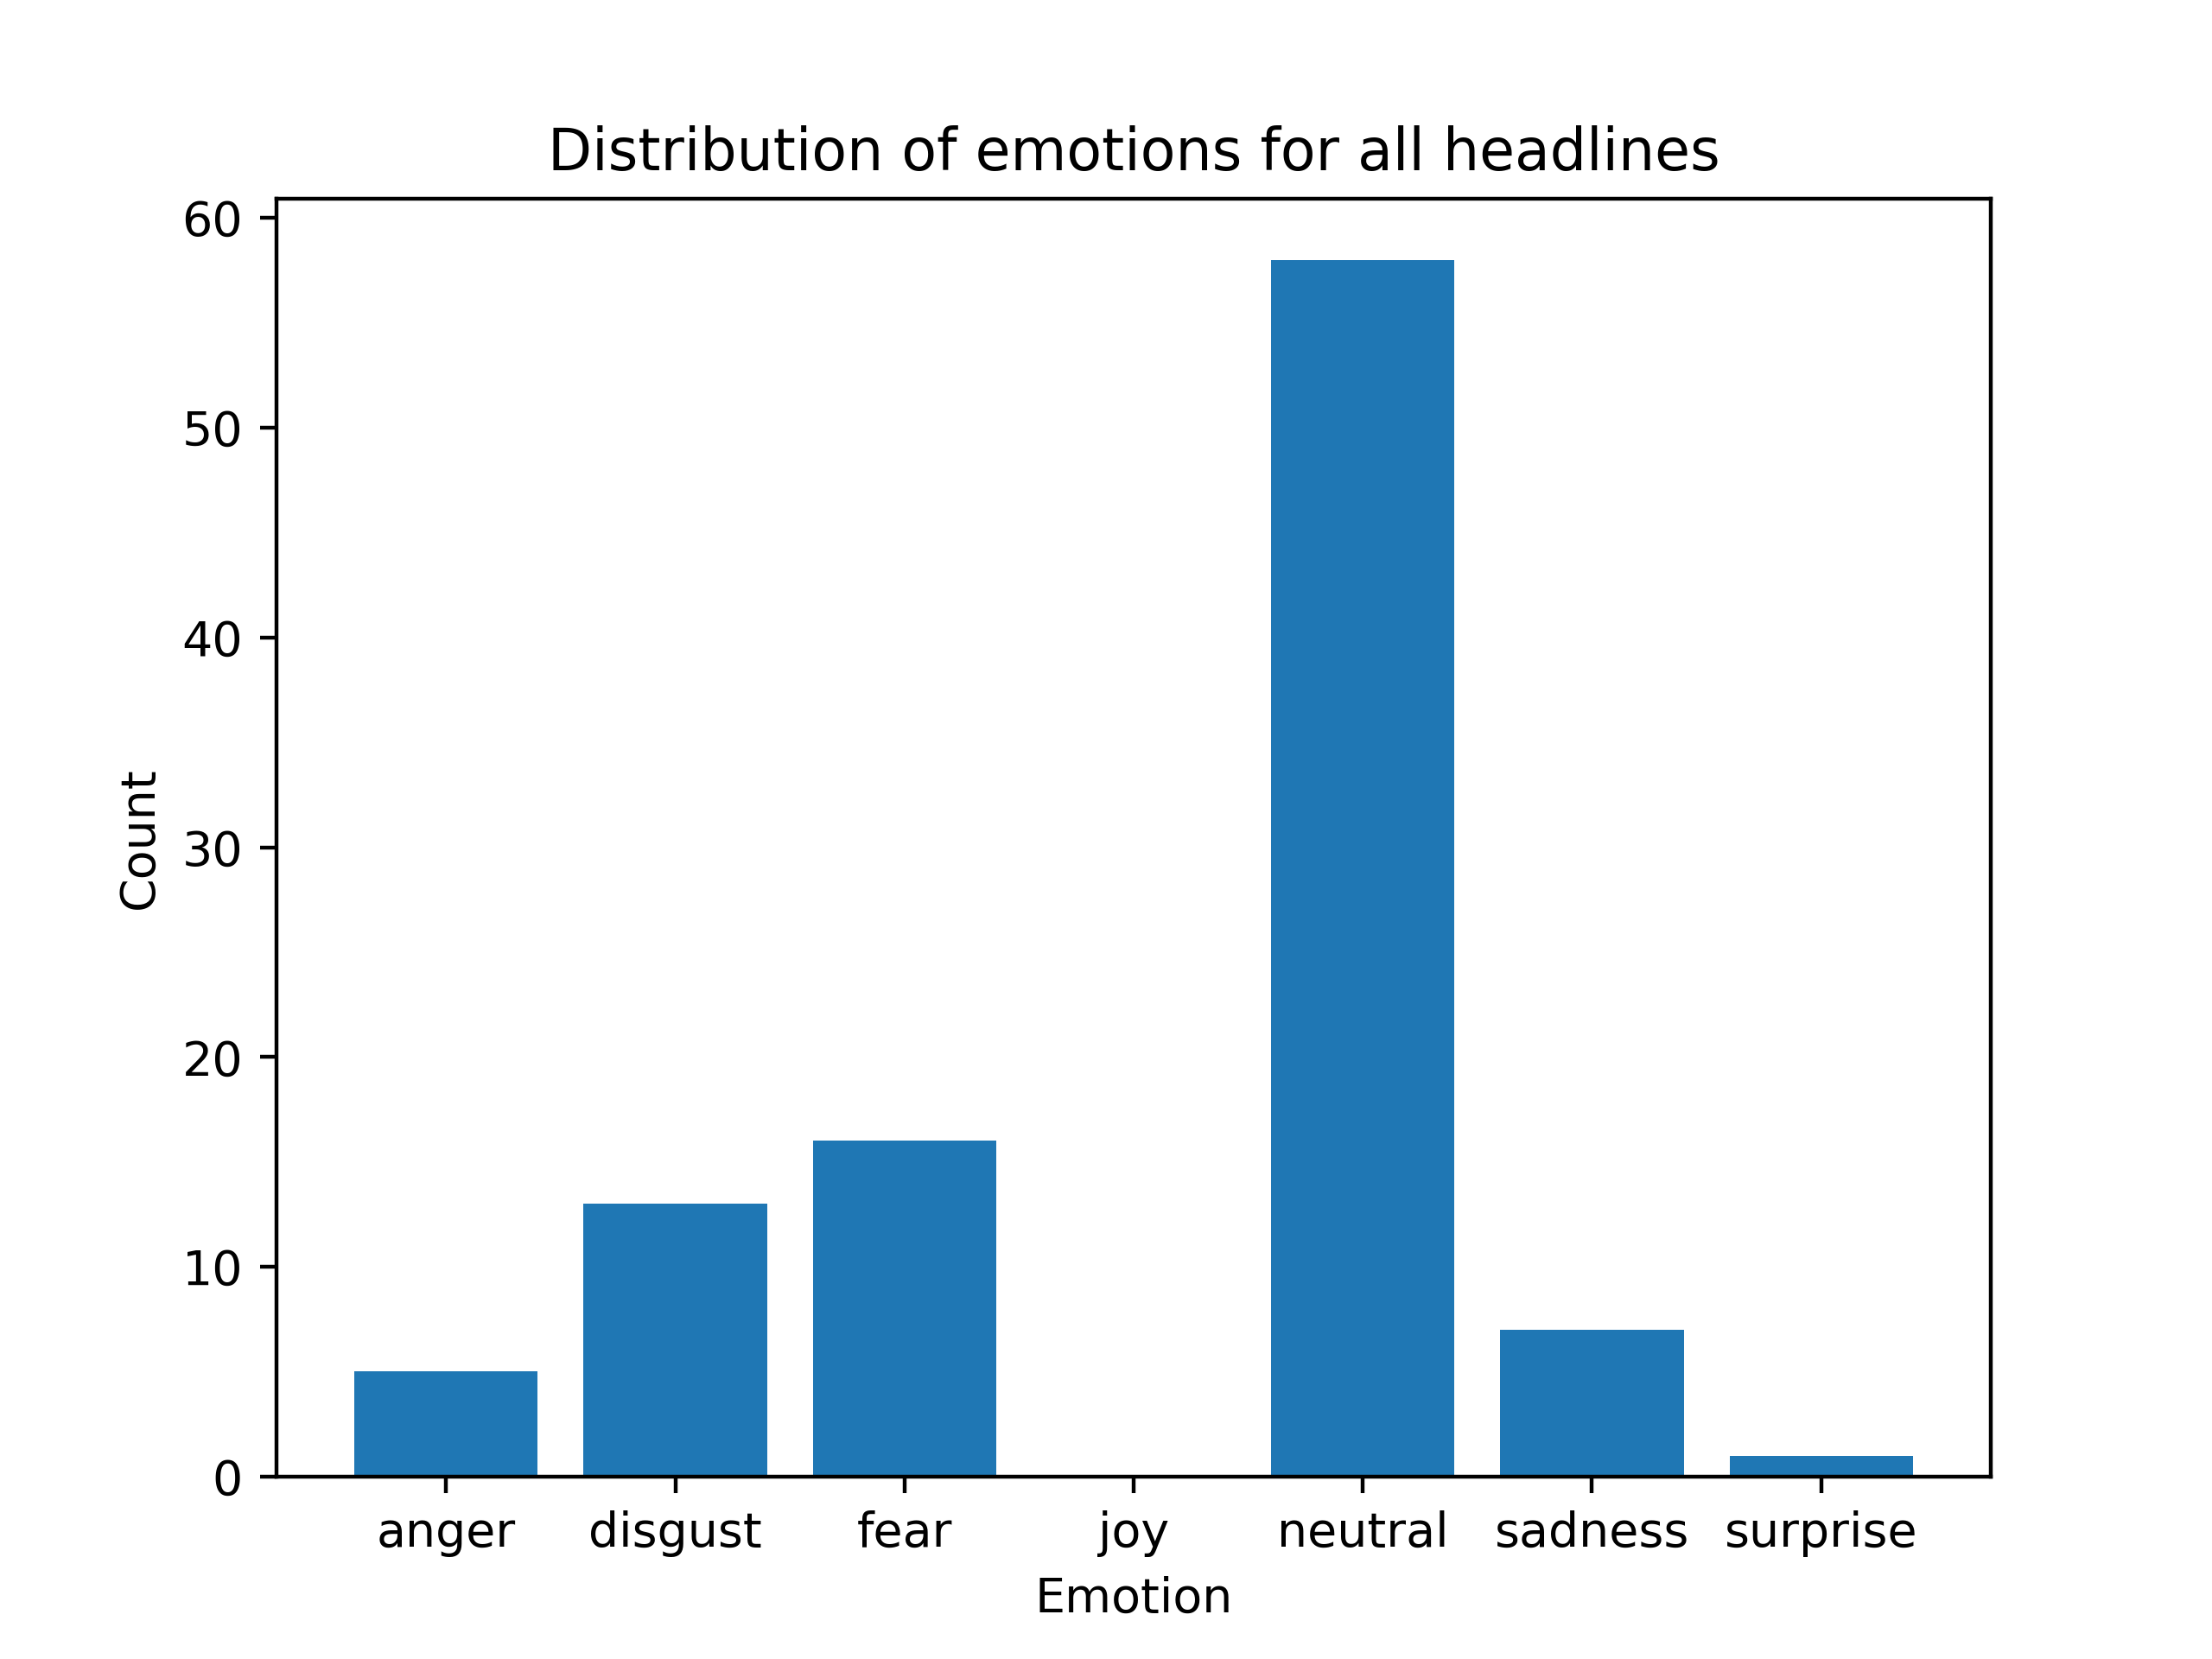 Distribution of emotions for all headlines
60
50
40
30
20
10
0
Count
anger disgust fear joy neutral sadness surprise
Emotion